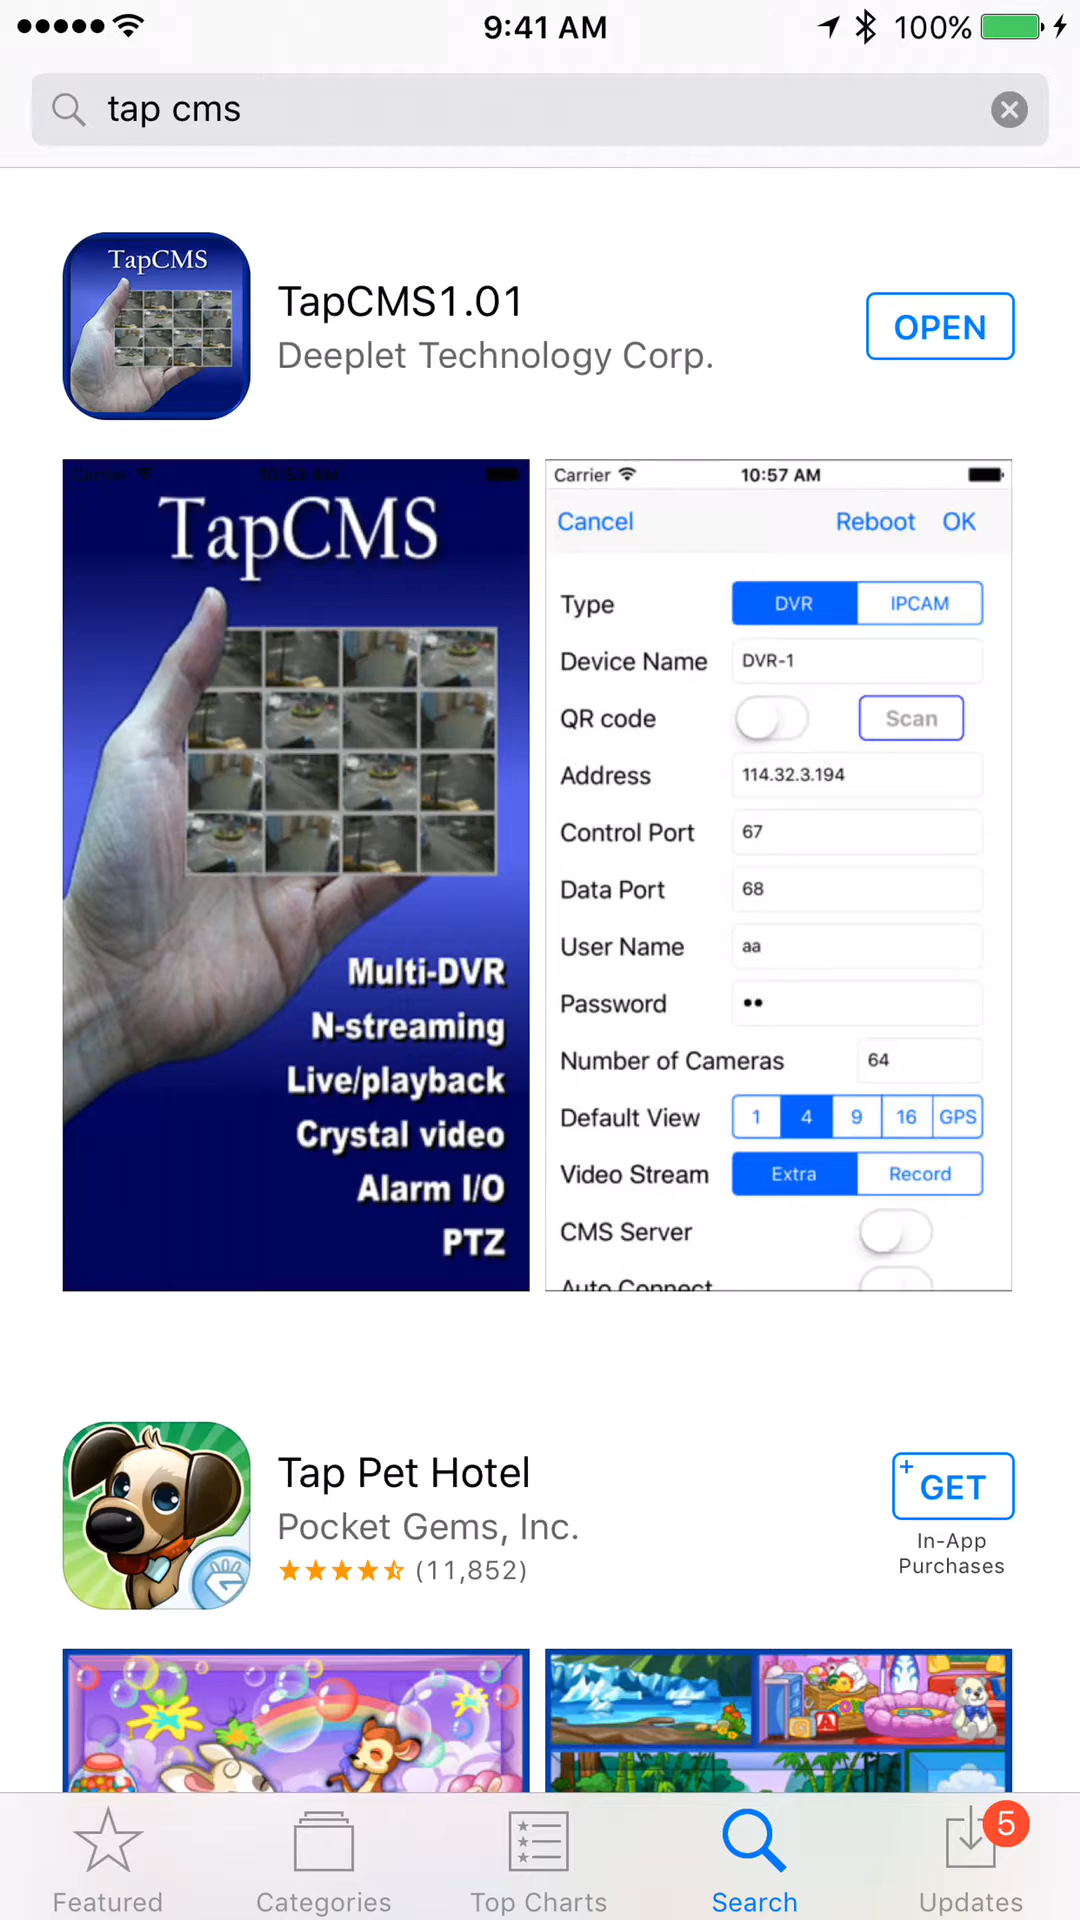 9:41 AM
100%
tap cms
TapCMS
TapCMS1.01
Deeplet Technology Corp.
OPEN
TapCMS
Multi-DVR
N-streaming
Live/playback
Crystal video
Alarm I/O
PTZ
Carrier
10:57 AM
Cancel
Reboot
OK
Type
DVR
IPCAM
Device Name
DVR-1
QR code
Scan
Address
114.32.3.194
Control Port
67
Data Port
68
User Name
aa
Password
••
Number of Cameras
64
Default View
1
4
9
16
GPS
Video Stream
Extra
Record
CMS Server
Auto Connect
Tap Pet Hotel
Pocket Gems, Inc.
(11,852)
+
GET
In-App
Purchases
Featured
Categories
Top Charts
Search
5
Updates